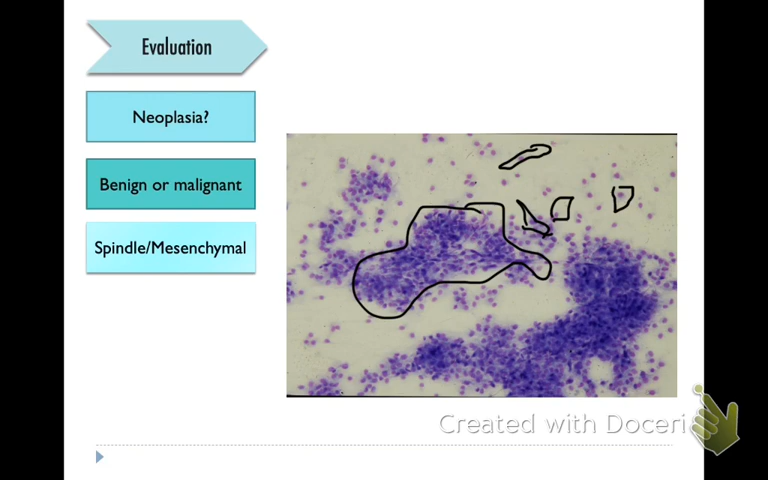 Evaluation
Neoplasia?
Benign or malignant
Spindle/Mesenchymal
Created with Doceri